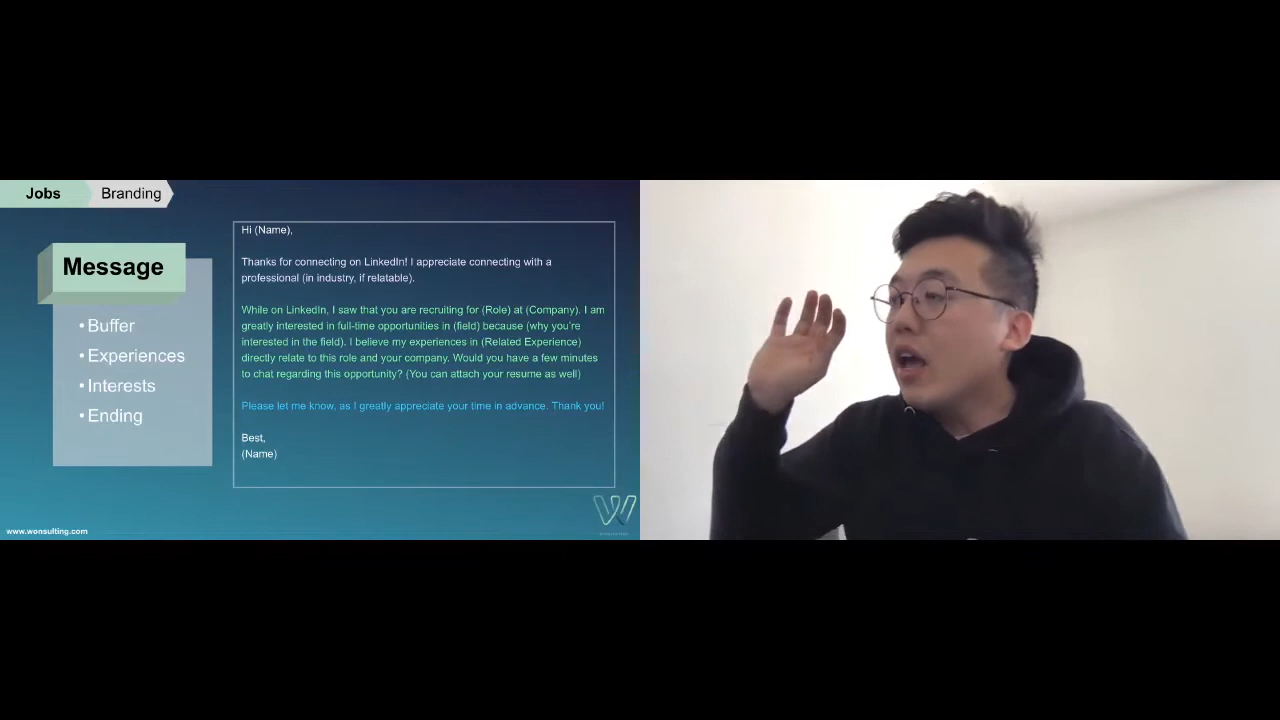 Jobs
Branding
Message
•Buffer
•Experiences
•Interests
•Ending
Hi (Name),
Thanks for connecting on LinkedIn! I appreciate connecting with a
professional (in industry, if relatable).
While on LinkedIn, I saw that you are recruiting for (Role) at (Company). I am
greatly interested in full-time opportunities in (field) because (why you're
interested in the field). I believe my experiences in (Related Experience)
directly relate to this role and your company. Would you have a few minutes
to chat regarding this opportunity? (You can attach your resume as well)
Please let me know, as I greatly appreciate your time in advance. Thank you!
Best,
(Name)
www.wonsulting.com